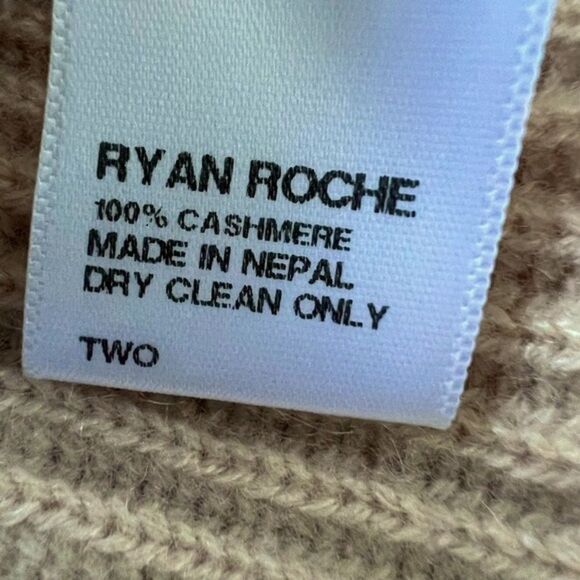 RYAN ROCHE
100% CASHMERE
MADE IN NEPAL
DRY CLEAN ONLY
TWO